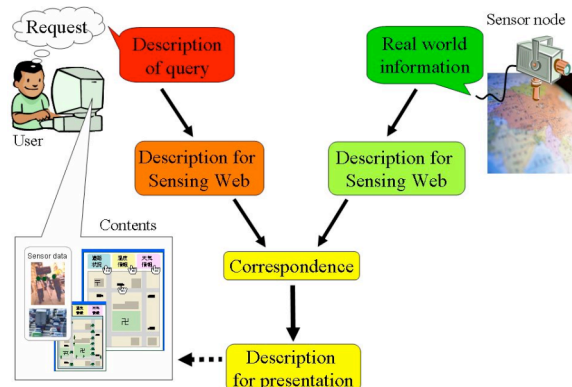 Request
Description
of query
Real world
information
Sensor node
User
Description for
Sensing Web
Description for
Sensing Web
Contents
Sensor data
Correspondence
Description
for presentation